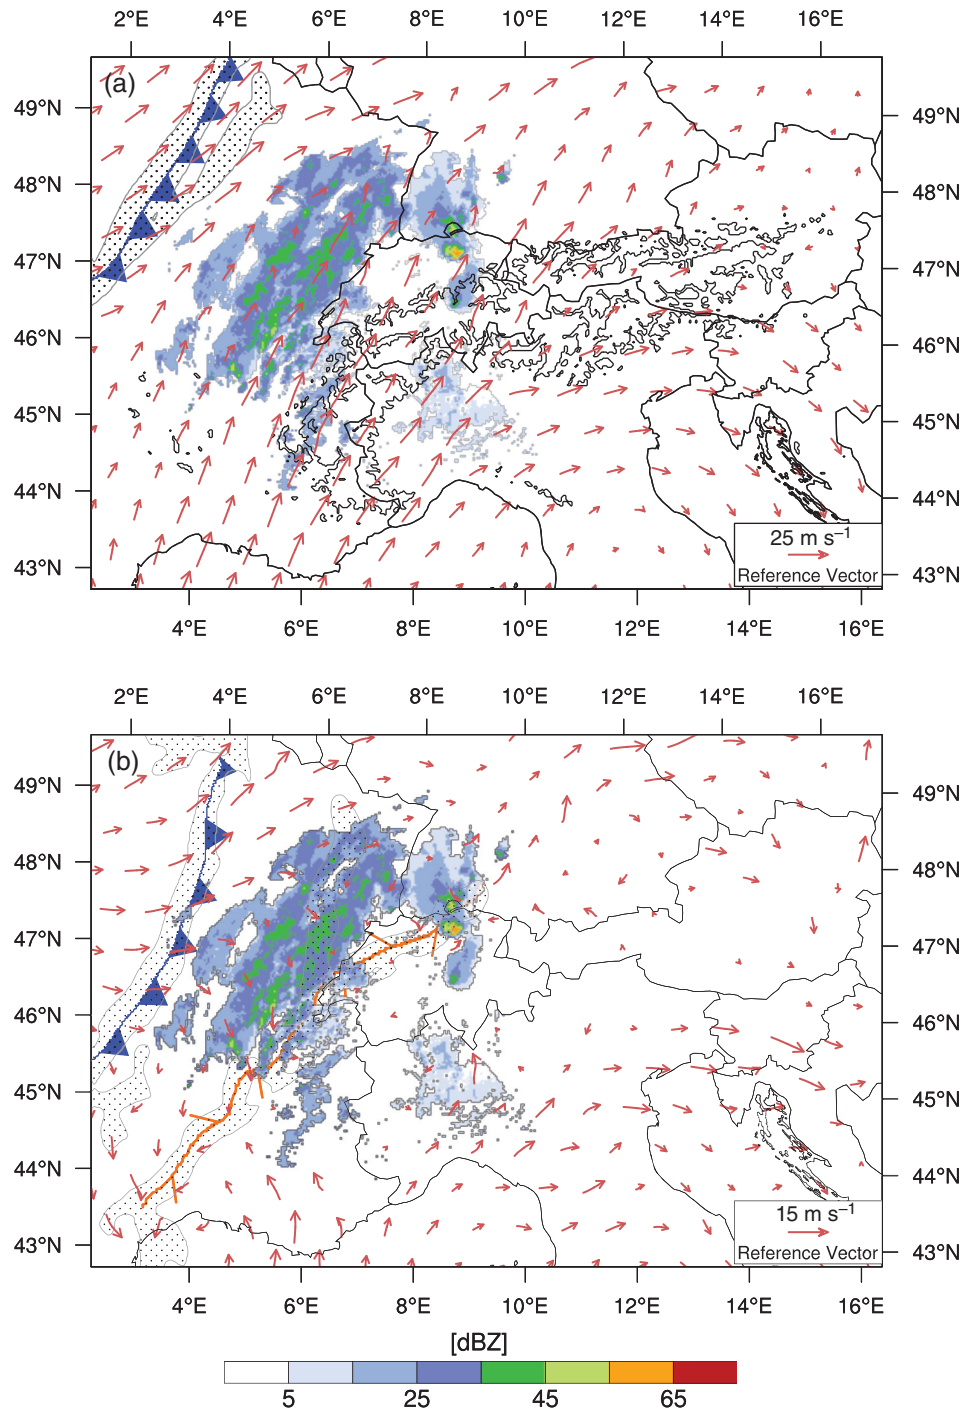 2°E 4°E 6°E 8°E 10°E 12°E 14°E 16°E
(a)
49°N 49°N
48°N 48°N
47°N 47°N
46°N 46°N
45°N 45°N
44°N 44°N
25 m s⁻¹
Reference Vector
43°N 43°N
4°E 6°E 8°E 10°E 12°E 14°E 16°E
2°E 4°E 6°E 8°E 10°E 12°E 14°E 16°E
(b)
49°N 49°N
48°N 48°N
47°N 47°N
46°N 46°N
45°N 45°N
44°N 44°N
15 m s⁻¹
Reference Vector
43°N 43°N
4°E 6°E 8°E 10°E 12°E 14°E 16°E
[dBZ]
5 25 45 65